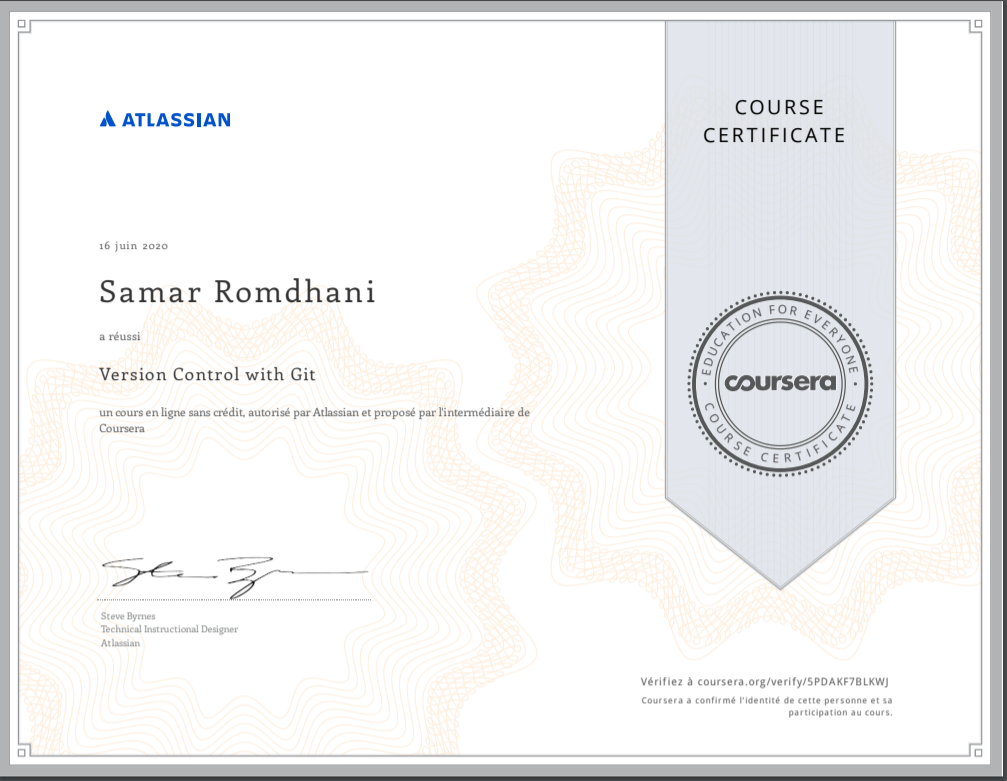 ATLASSIAN
COURSE
CERTIFICATE
16 juin 2020
Samar Romdhani
a réussi
Version Control with Git
un cours en ligne sans crédit, autorisé par Atlassian et proposé par l'intermédiaire de
Coursera
EDUCATION FOR EVERYONE
coursera
COURSE CERTIFICATE
Steve Byrnes
Technical Instructional Designer
Atlassian
Vérifiez à coursera.org/verify/5PDAKF7BLKWJ
Coursera a confirmé l'identité de cette personne et sa
participation au cours.